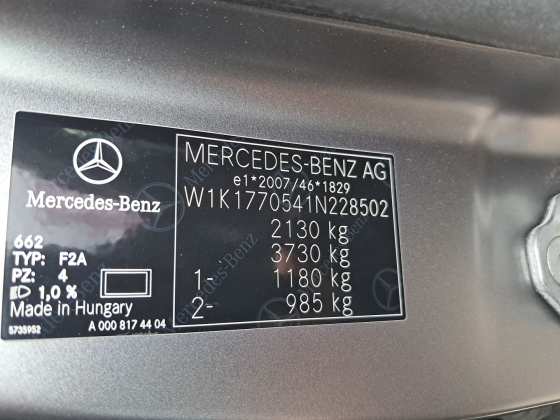 MERCEDES-BENZ AG
e1*2007/46*1829
W1K1770541N228502
2130 kg
3730 kg
1- 1180 kg
2- 985 kg
Mercedes-Benz
662
TYP: F2A
PZ: 4
1,0 %
Made in Hungary
5735952 A 000 817 44 04